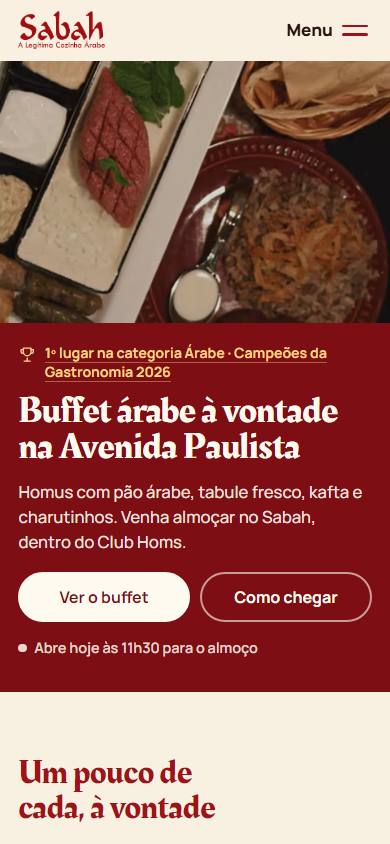 Sabah
A Legítima Cozinha Árabe
Menu
1º lugar na categoria Árabe · Campeões da
Gastronomia 2026
Buffet árabe à vontade
na Avenida Paulista
Homus com pão árabe, tabule fresco, kafta e
charutinhos. Venha almoçar no Sabah,
dentro do Club Homs.
Ver o buffet
Como chegar
Abre hoje às 11h30 para o almoço
Um pouco de
cada, à vontade